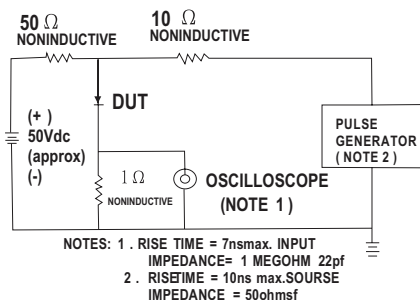 50 Ω
NONINDUCTIVE
10 Ω
NONINDUCTIVE
DUT
(+)
50Vdc
(approx)
(-)
PULSE
GENERATOR
( NOTE 2 )
1 Ω
NONINDUCTIVE
OSCILLOSCOPE
(NOTE 1 )
NOTES: 1 . RISE TIME = 7nsmax. INPUT
IMPEDANCE= 1 MEGOHM 22pf
2 . RISETIME = 10ns max.SOURSE
IMPEDANCE = 50ohmsf